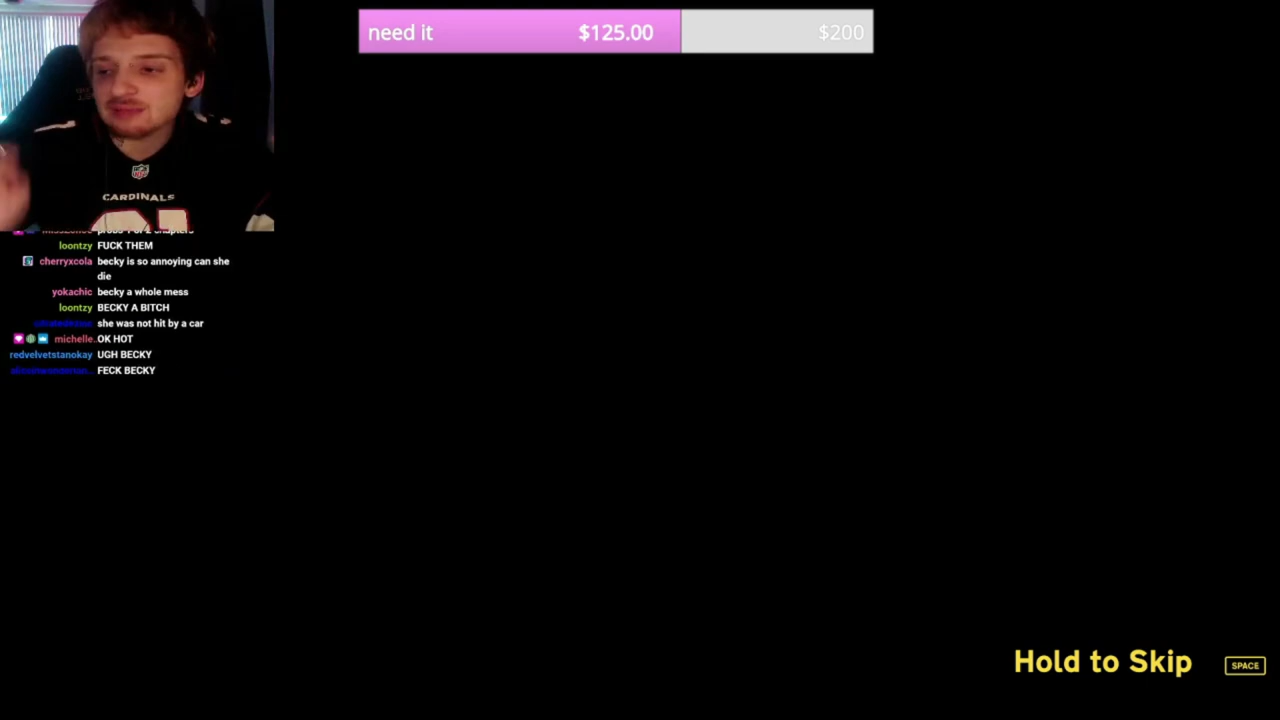 need it $125.00 $200
CARDINALS
loontzy FUCK THEM
cherryxcola becky is so annoying can she
die
yokachic becky a whole mess
loontzy BECKY A BITCH
she was not hit by a car
michelle.. OK HOT
redvelvetstanokay UGH BECKY
FECK BECKY
Hold to Skip SPACE